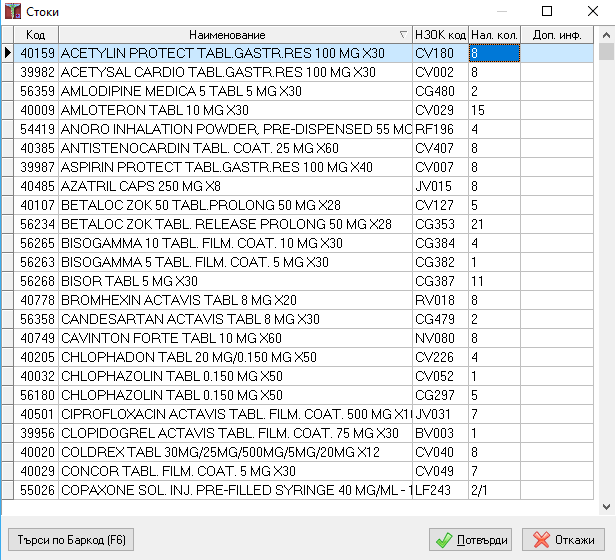 Стоки
Код Наименование НЗОК код Нал. кол. Доп. инф.
40159 ACETYLIN PROTECT TABL.GASTR.RES 100 MG X30 CV180 8
39982 ACETYSAL CARDIO TABL.GASTR.RES 100 MG X30 CV002 8
56359 AMLODIPINE MEDICA 5 TABL 5 MG X30 CG480 2
40009 AMLOTERON TABL 10 MG X30 CV029 15
54419 ANORO INHALATION POWDER, PRE-DISPENSED 55 MC RF196 4
40385 ANTISTENOCARDIN TABL. COAT. 25 MG X60 CV407 8
39987 ASPIRIN PROTECT TABL.GASTR.RES 100 MG X40 CV007 8
40485 AZATRIL CAPS 250 MG X8 JV015 8
40107 BETALOC ZOK 50 TABL.PROLONG 50 MG X28 CV127 5
56234 BETALOC ZOK TABL. RELEASE PROLONG 50 MG X28 CG353 21
56265 BISOGAMMA 10 TABL. FILM. COAT. 10 MG X30 CG384 4
56263 BISOGAMMA 5 TABL. FILM. COAT. 5 MG X30 CG382 1
56268 BISOR TABL 5 MG X30 CG387 11
40778 BROMHEXIN ACTAVIS TABL 8 MG X20 RV018 8
56358 CANDESARTAN ACTAVIS TABL 8 MG X30 CG479 2
40749 CAVINTON FORTE TABL 10 MG X60 NV080 8
40205 CHLOPHADON TABL 20 MG/0.150 MG X50 CV226 4
40032 CHLOPHAZOLIN TABL 0.150 MG X50 CV052 1
56180 CHLOPHAZOLIN TABL 0.150 MG X50 CG297 5
40501 CIPROFLOXACIN ACTAVIS TABL. FILM. COAT. 500 MG X1 JV031 7
39956 CLOPIDOGREL ACTAVIS TABL. FILM. COAT. 75 MG X30 BV003 1
40020 COLDREX TABL 30MG/25MG/500MG/5MG/20MG X12 CV040 8
40029 CONCOR TABL. FILM. COAT. 5 MG X30 CV049 7
55026 COPAXONE SOL. INJ. PRE-FILLED SYRINGE 40 MG/ML - 1 LF243 2/1
Търси по Баркод (F6) Потвърди Откажи